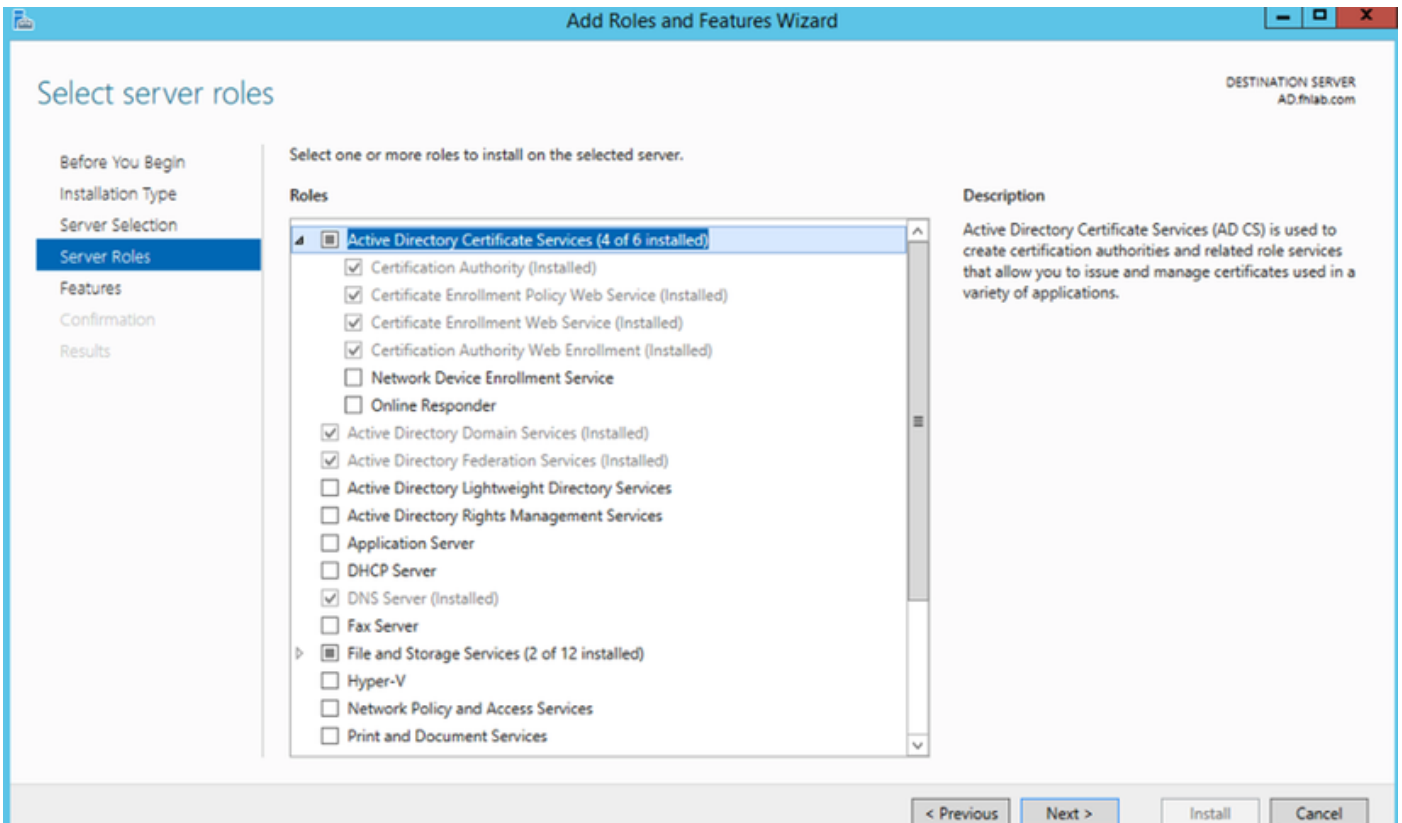 Add Roles and Features Wizard
Select server roles
DESTINATION SERVER
AD.fhlab.com
Before You Begin
Installation Type
Server Selection
Server Roles
Features
Confirmation
Results
Select one or more roles to install on the selected server.
Roles
Active Directory Certificate Services (4 of 6 installed)
Certification Authority (Installed)
Certificate Enrollment Policy Web Service (Installed)
Certificate Enrollment Web Service (Installed)
Certification Authority Web Enrollment (Installed)
Network Device Enrollment Service
Online Responder
Active Directory Domain Services (Installed)
Active Directory Federation Services (Installed)
Active Directory Lightweight Directory Services
Active Directory Rights Management Services
Application Server
DHCP Server
DNS Server (Installed)
Fax Server
File and Storage Services (2 of 12 installed)
Hyper-V
Network Policy and Access Services
Print and Document Services
Description
Active Directory Certificate Services (AD CS) is used to
create certification authorities and related role services
that allow you to issue and manage certificates used in a
variety of applications.
< Previous
Next >
Install
Cancel